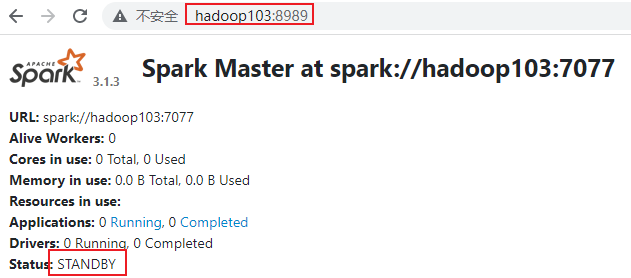 不安全 hadoop103:8989
APACHE
Spark 3.1.3 Spark Master at spark://hadoop103:7077
URL: spark://hadoop103:7077
Alive Workers: 0
Cores in use: 0 Total, 0 Used
Memory in use: 0.0 B Total, 0.0 B Used
Resources in use:
Applications: 0 Running, 0 Completed
Drivers: 0 Running, 0 Completed
Status: STANDBY